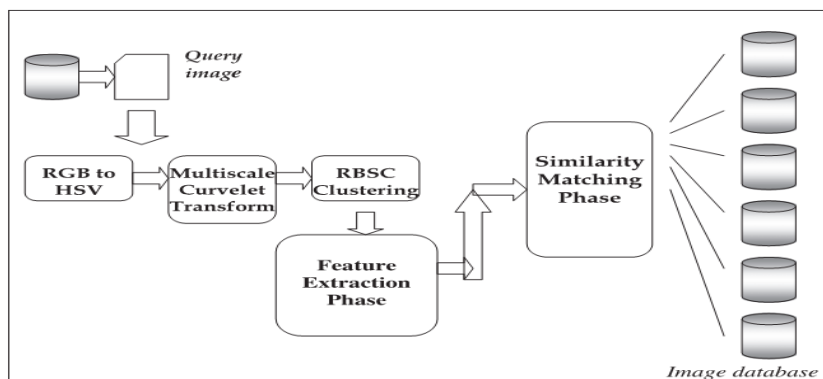 Query
image
RGB to
HSV
Multiscale
Curvelet
Transform
RBSC
Clustering
Feature
Extraction
Phase
Similarity
Matching
Phase
Image database